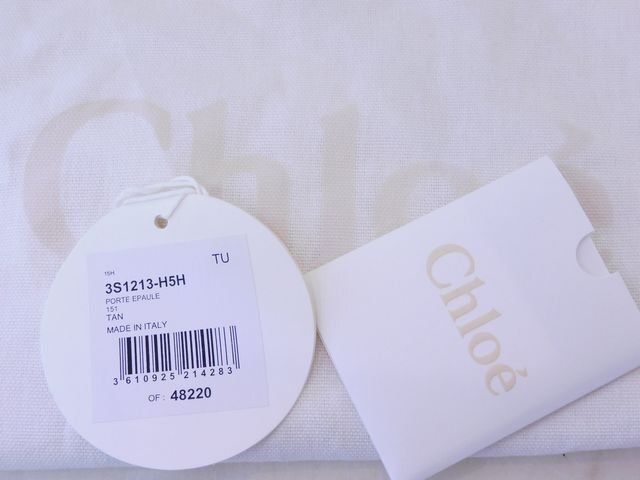 Chloé
TU
15H
3S1213-H5H
PORTE EPAULE
151
TAN
MADE IN ITALY
3 610925 214283
OF : 48220
Chloé